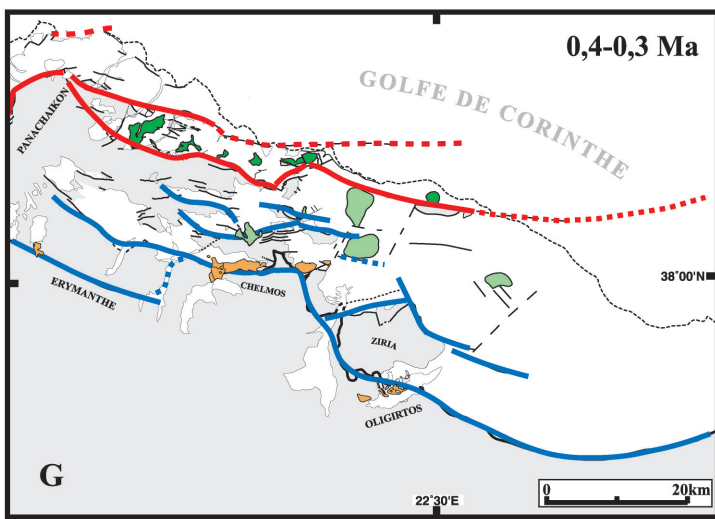 0,4-0,3 Ma
GOLFE DE CORINTHE
PANACHAIKON
38°00'N
ERYMANTHE
CHELMOS
ZIRIA
OLIGIRTOS
G
0 20km
22°30'E